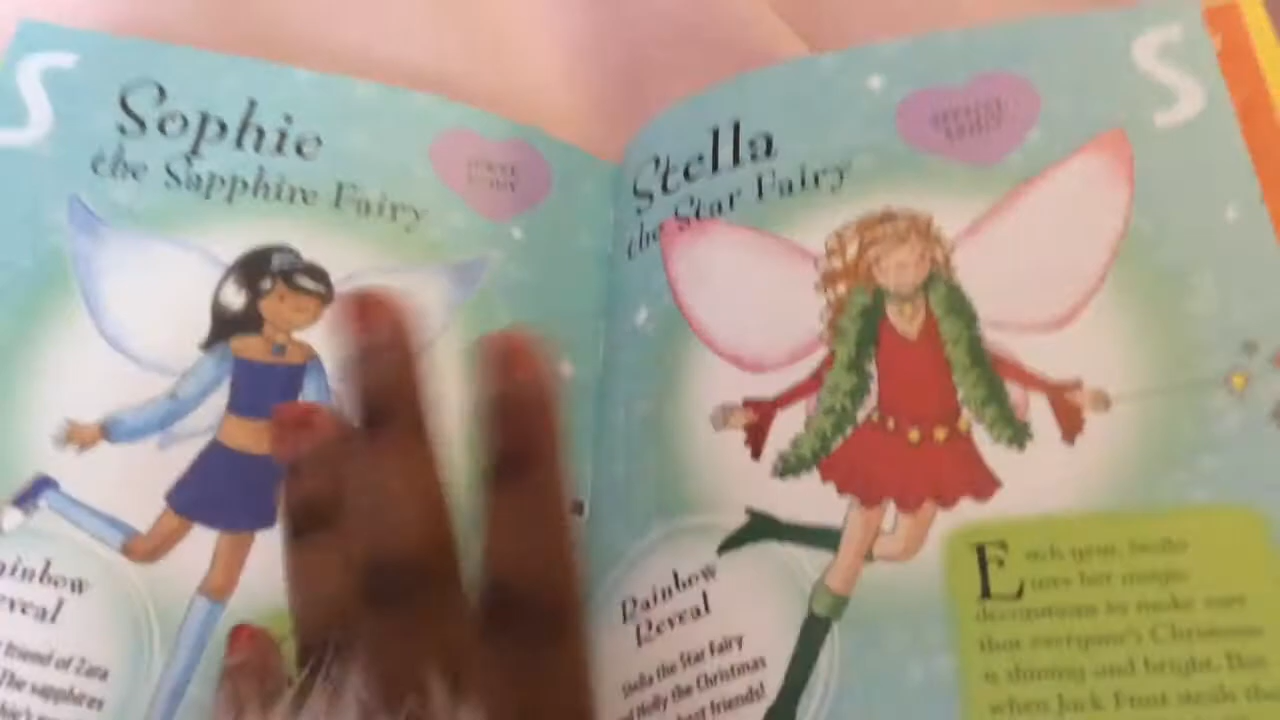 S
Sophie
the Sapphire Fairy
S
Stella
the Star Fairy
friend of Zara
The sapphires
Rainbow
Reveal
Stella the Star Fairy
Holly the Christmas
best friends!
Each year, Stella
uses her magic
decorations to make sure
that everyone's Christmas
is shining and bright. But
when Jack Frost steals the